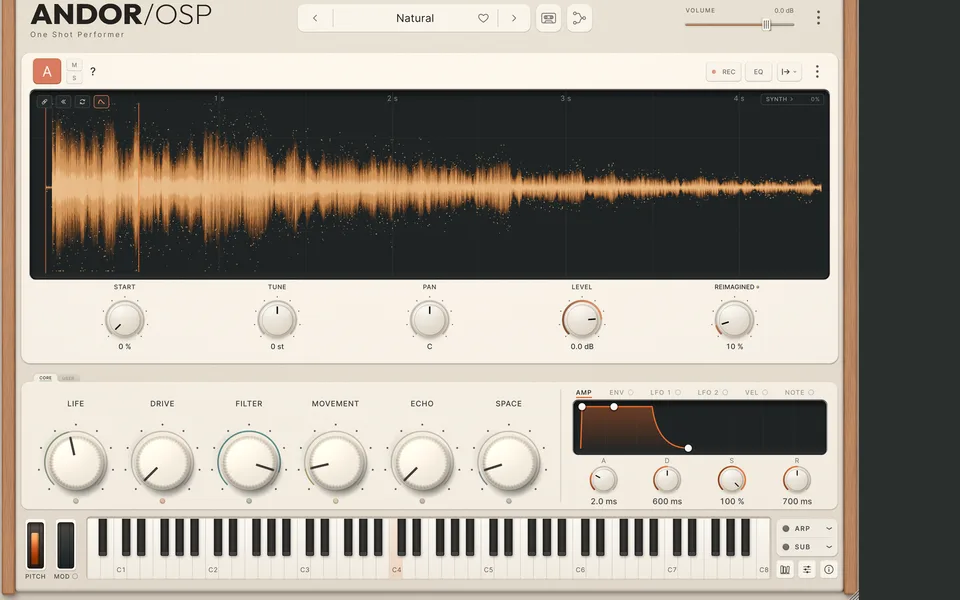 ANDOR/OSP
One Shot Performer
Natural
VOLUME 0.0 dB
A
M
S
?
REC
EQ
1 s
2 s
3 s
4 s
SYNTH > 0%
START
TUNE
PAN
LEVEL
REIMAGINED
0 %
0 st
C
0.0 dB
10 %
CORE
LIFE
DRIVE
FILTER
MOVEMENT
ECHO
SPACE
AMP
ENV
LFO 1
LFO 2
VEL
NOTE
A
D
S
R
2.0 ms
600 ms
100 %
700 ms
PITCH
MOD
C1
C2
C3
C4
C5
C6
C7
C8
ARP
SUB